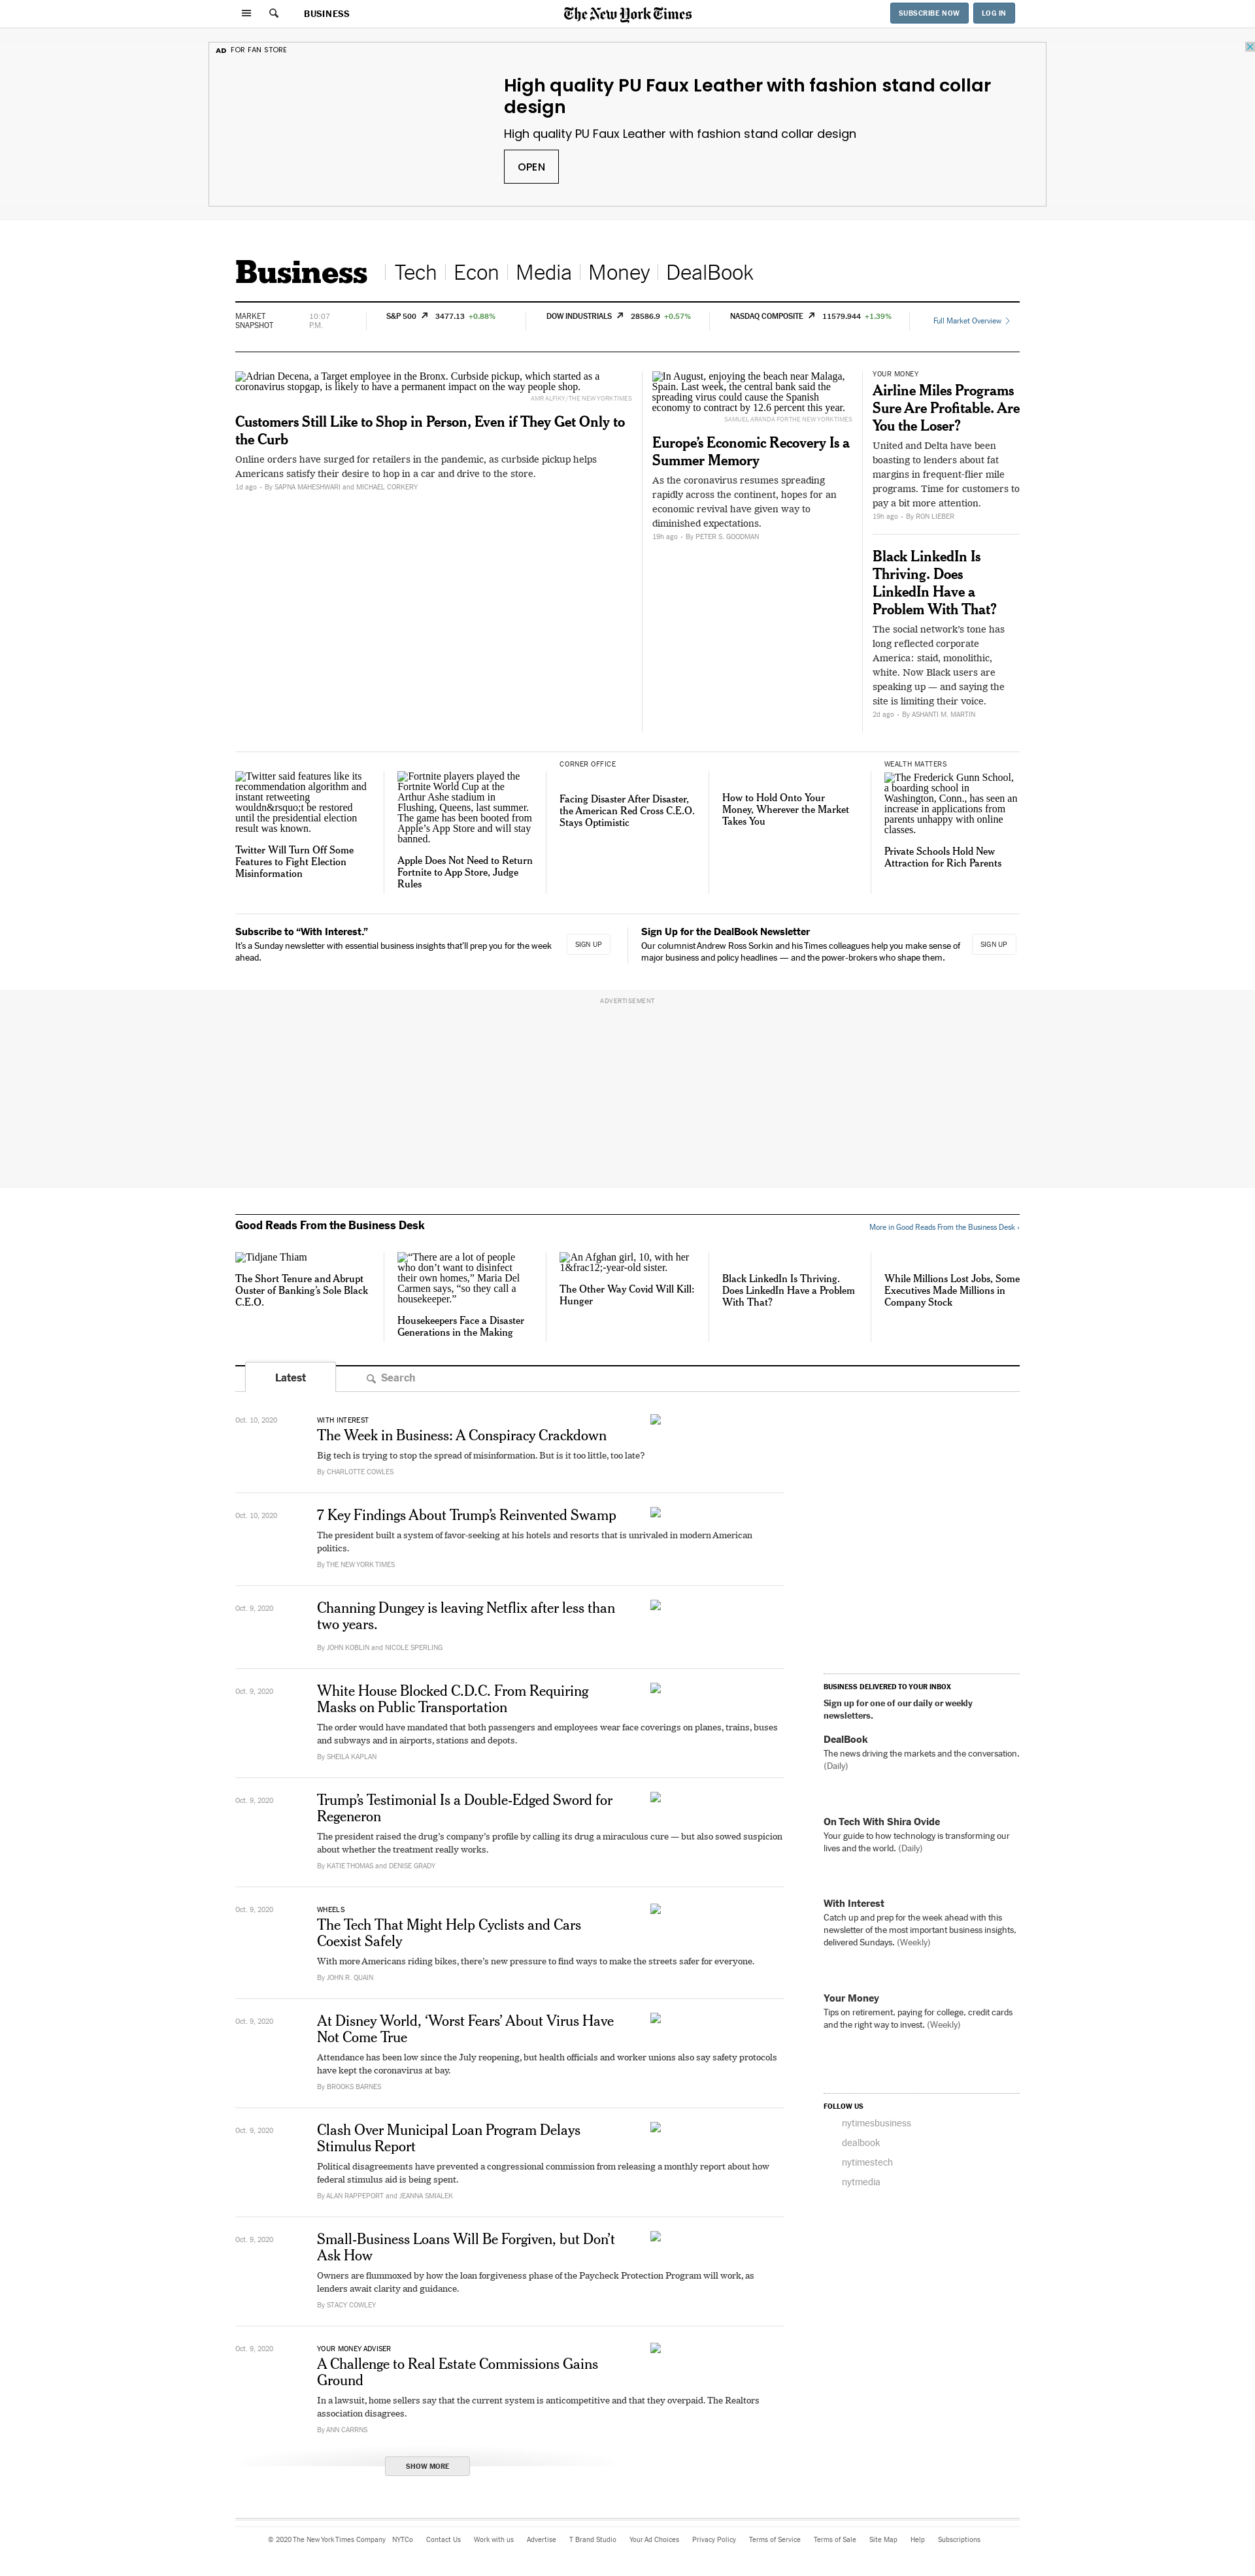 BUSINESS
The New York Times
SUBSCRIBE NOW
LOG IN
AD FOR FAN STORE
High quality PU Faux Leather with fashion stand collar
design
High quality PU Faux Leather with fashion stand collar design
OPEN
Business
Tech
Econ
Media
Money
DealBook
MARKET
SNAPSHOT
10:07
P.M.
S&P 500 3477.13 +0.88%
DOW INDUSTRIALS 28586.9 +0.57%
NASDAQ COMPOSITE 11579.944 +1.39%
Full Market Overview
Adrian Decena, a Target employee in the Bronx. Curbside pickup, which started as a
coronavirus stopgap, is likely to have a permanent impact on the way people shop.
AMR ALFIKY/THE NEW YORK TIMES
Customers Still Like to Shop in Person, Even if They Get Only to
the Curb
Online orders have surged for retailers in the pandemic, as curbside pickup helps
Americans satisfy their desire to hop in a car and drive to the store.
1d ago • By SAPNA MAHESHWARI and MICHAEL CORKERY
In August, enjoying the beach near Malaga,
Spain. Last week, the central bank said the
spreading virus could cause the Spanish
economy to contract by 12.6 percent this year.
SAMUEL ARANDA FOR THE NEW YORK TIMES
Europe’s Economic Recovery Is a
Summer Memory
As the coronavirus resumes spreading
rapidly across the continent, hopes for an
economic revival have given way to
diminished expectations.
19h ago • By PETER S. GOODMAN
YOUR MONEY
Airline Miles Programs
Sure Are Profitable. Are
You the Loser?
United and Delta have been
boasting to lenders about fat
margins in frequent-flier mile
programs. Time for customers to
pay a bit more attention.
19h ago • By RON LIEBER
Black LinkedIn Is
Thriving. Does
LinkedIn Have a
Problem With That?
The social network’s tone has
long reflected corporate
America: staid, monolithic,
white. Now Black users are
speaking up — and saying the
site is limiting their voice.
2d ago • By ASHANTI M. MARTIN
Twitter said features like its
recommendation algorithm and
instant retweeting
wouldn&rsquo;t be restored
until the presidential election
result was known.
Twitter Will Turn Off Some
Features to Fight Election
Misinformation
Fortnite players played the
Fortnite World Cup at the
Arthur Ashe stadium in
Flushing, Queens, last summer.
The game has been booted from
Apple’s App Store and will stay
banned.
Apple Does Not Need to Return
Fortnite to App Store, Judge
Rules
CORNER OFFICE
Facing Disaster After Disaster,
the American Red Cross C.E.O.
Stays Optimistic
How to Hold Onto Your
Money, Wherever the Market
Takes You
WEALTH MATTERS
The Frederick Gunn School,
a boarding school in
Washington, Conn., has seen an
increase in applications from
parents unhappy with online
classes.
Private Schools Hold New
Attraction for Rich Parents
Subscribe to “With Interest.”
It’s a Sunday newsletter with essential business insights that’ll prep you for the week
ahead.
SIGN UP
Sign Up for the DealBook Newsletter
Our columnist Andrew Ross Sorkin and his Times colleagues help you make sense of
major business and policy headlines — and the power-brokers who shape them.
SIGN UP
ADVERTISEMENT
Good Reads From the Business Desk
More in Good Reads From the Business Desk ›
Tidjane Thiam
The Short Tenure and Abrupt
Ouster of Banking’s Sole Black
C.E.O.
“There are a lot of people
who don’t want to disinfect
their own homes,” Maria Del
Carmen says, “so they call a
housekeeper.”
Housekeepers Face a Disaster
Generations in the Making
An Afghan girl, 10, with her
1&frac12;-year-old sister.
The Other Way Covid Will Kill:
Hunger
Black LinkedIn Is Thriving.
Does LinkedIn Have a Problem
With That?
While Millions Lost Jobs, Some
Executives Made Millions in
Company Stock
Latest
Search
Oct. 10, 2020
WITH INTEREST
The Week in Business: A Conspiracy Crackdown
Big tech is trying to stop the spread of misinformation. But is it too little, too late?
By CHARLOTTE COWLES
Oct. 10, 2020
7 Key Findings About Trump’s Reinvented Swamp
The president built a system of favor-seeking at his hotels and resorts that is unrivaled in modern American
politics.
By THE NEW YORK TIMES
Oct. 9, 2020
Channing Dungey is leaving Netflix after less than
two years.
By JOHN KOBLIN and NICOLE SPERLING
Oct. 9, 2020
White House Blocked C.D.C. From Requiring
Masks on Public Transportation
The order would have mandated that both passengers and employees wear face coverings on planes, trains, buses
and subways and in airports, stations and depots.
By SHEILA KAPLAN
Oct. 9, 2020
Trump’s Testimonial Is a Double-Edged Sword for
Regeneron
The president raised the drug’s company’s profile by calling its drug a miraculous cure — but also sowed suspicion
about whether the treatment really works.
By KATIE THOMAS and DENISE GRADY
Oct. 9, 2020
WHEELS
The Tech That Might Help Cyclists and Cars
Coexist Safely
With more Americans riding bikes, there’s new pressure to find ways to make the streets safer for everyone.
By JOHN R. QUAIN
Oct. 9, 2020
At Disney World, ‘Worst Fears’ About Virus Have
Not Come True
Attendance has been low since the July reopening, but health officials and worker unions also say safety protocols
have kept the coronavirus at bay.
By BROOKS BARNES
Oct. 9, 2020
Clash Over Municipal Loan Program Delays
Stimulus Report
Political disagreements have prevented a congressional commission from releasing a monthly report about how
federal stimulus aid is being spent.
By ALAN RAPPEPORT and JEANNA SMIALEK
Oct. 9, 2020
Small-Business Loans Will Be Forgiven, but Don’t
Ask How
Owners are flummoxed by how the loan forgiveness phase of the Paycheck Protection Program will work, as
lenders await clarity and guidance.
By STACY COWLEY
Oct. 9, 2020
YOUR MONEY ADVISER
A Challenge to Real Estate Commissions Gains
Ground
In a lawsuit, home sellers say that the current system is anticompetitive and that they overpaid. The Realtors
association disagrees.
By ANN CARRNS
SHOW MORE
BUSINESS DELIVERED TO YOUR INBOX
Sign up for one of our daily or weekly
newsletters.
DealBook
The news driving the markets and the conversation.
(Daily)
On Tech With Shira Ovide
Your guide to how technology is transforming our
lives and the world. (Daily)
With Interest
Catch up and prep for the week ahead with this
newsletter of the most important business insights,
delivered Sundays. (Weekly)
Your Money
Tips on retirement, paying for college, credit cards
and the right way to invest. (Weekly)
FOLLOW US
nytimesbusiness
dealbook
nytimestech
nytmedia
© 2020 The New York Times Company NYTCo Contact Us Work with us Advertise T Brand Studio Your Ad Choices Privacy Policy Terms of Service Terms of Sale Site Map Help Subscriptions